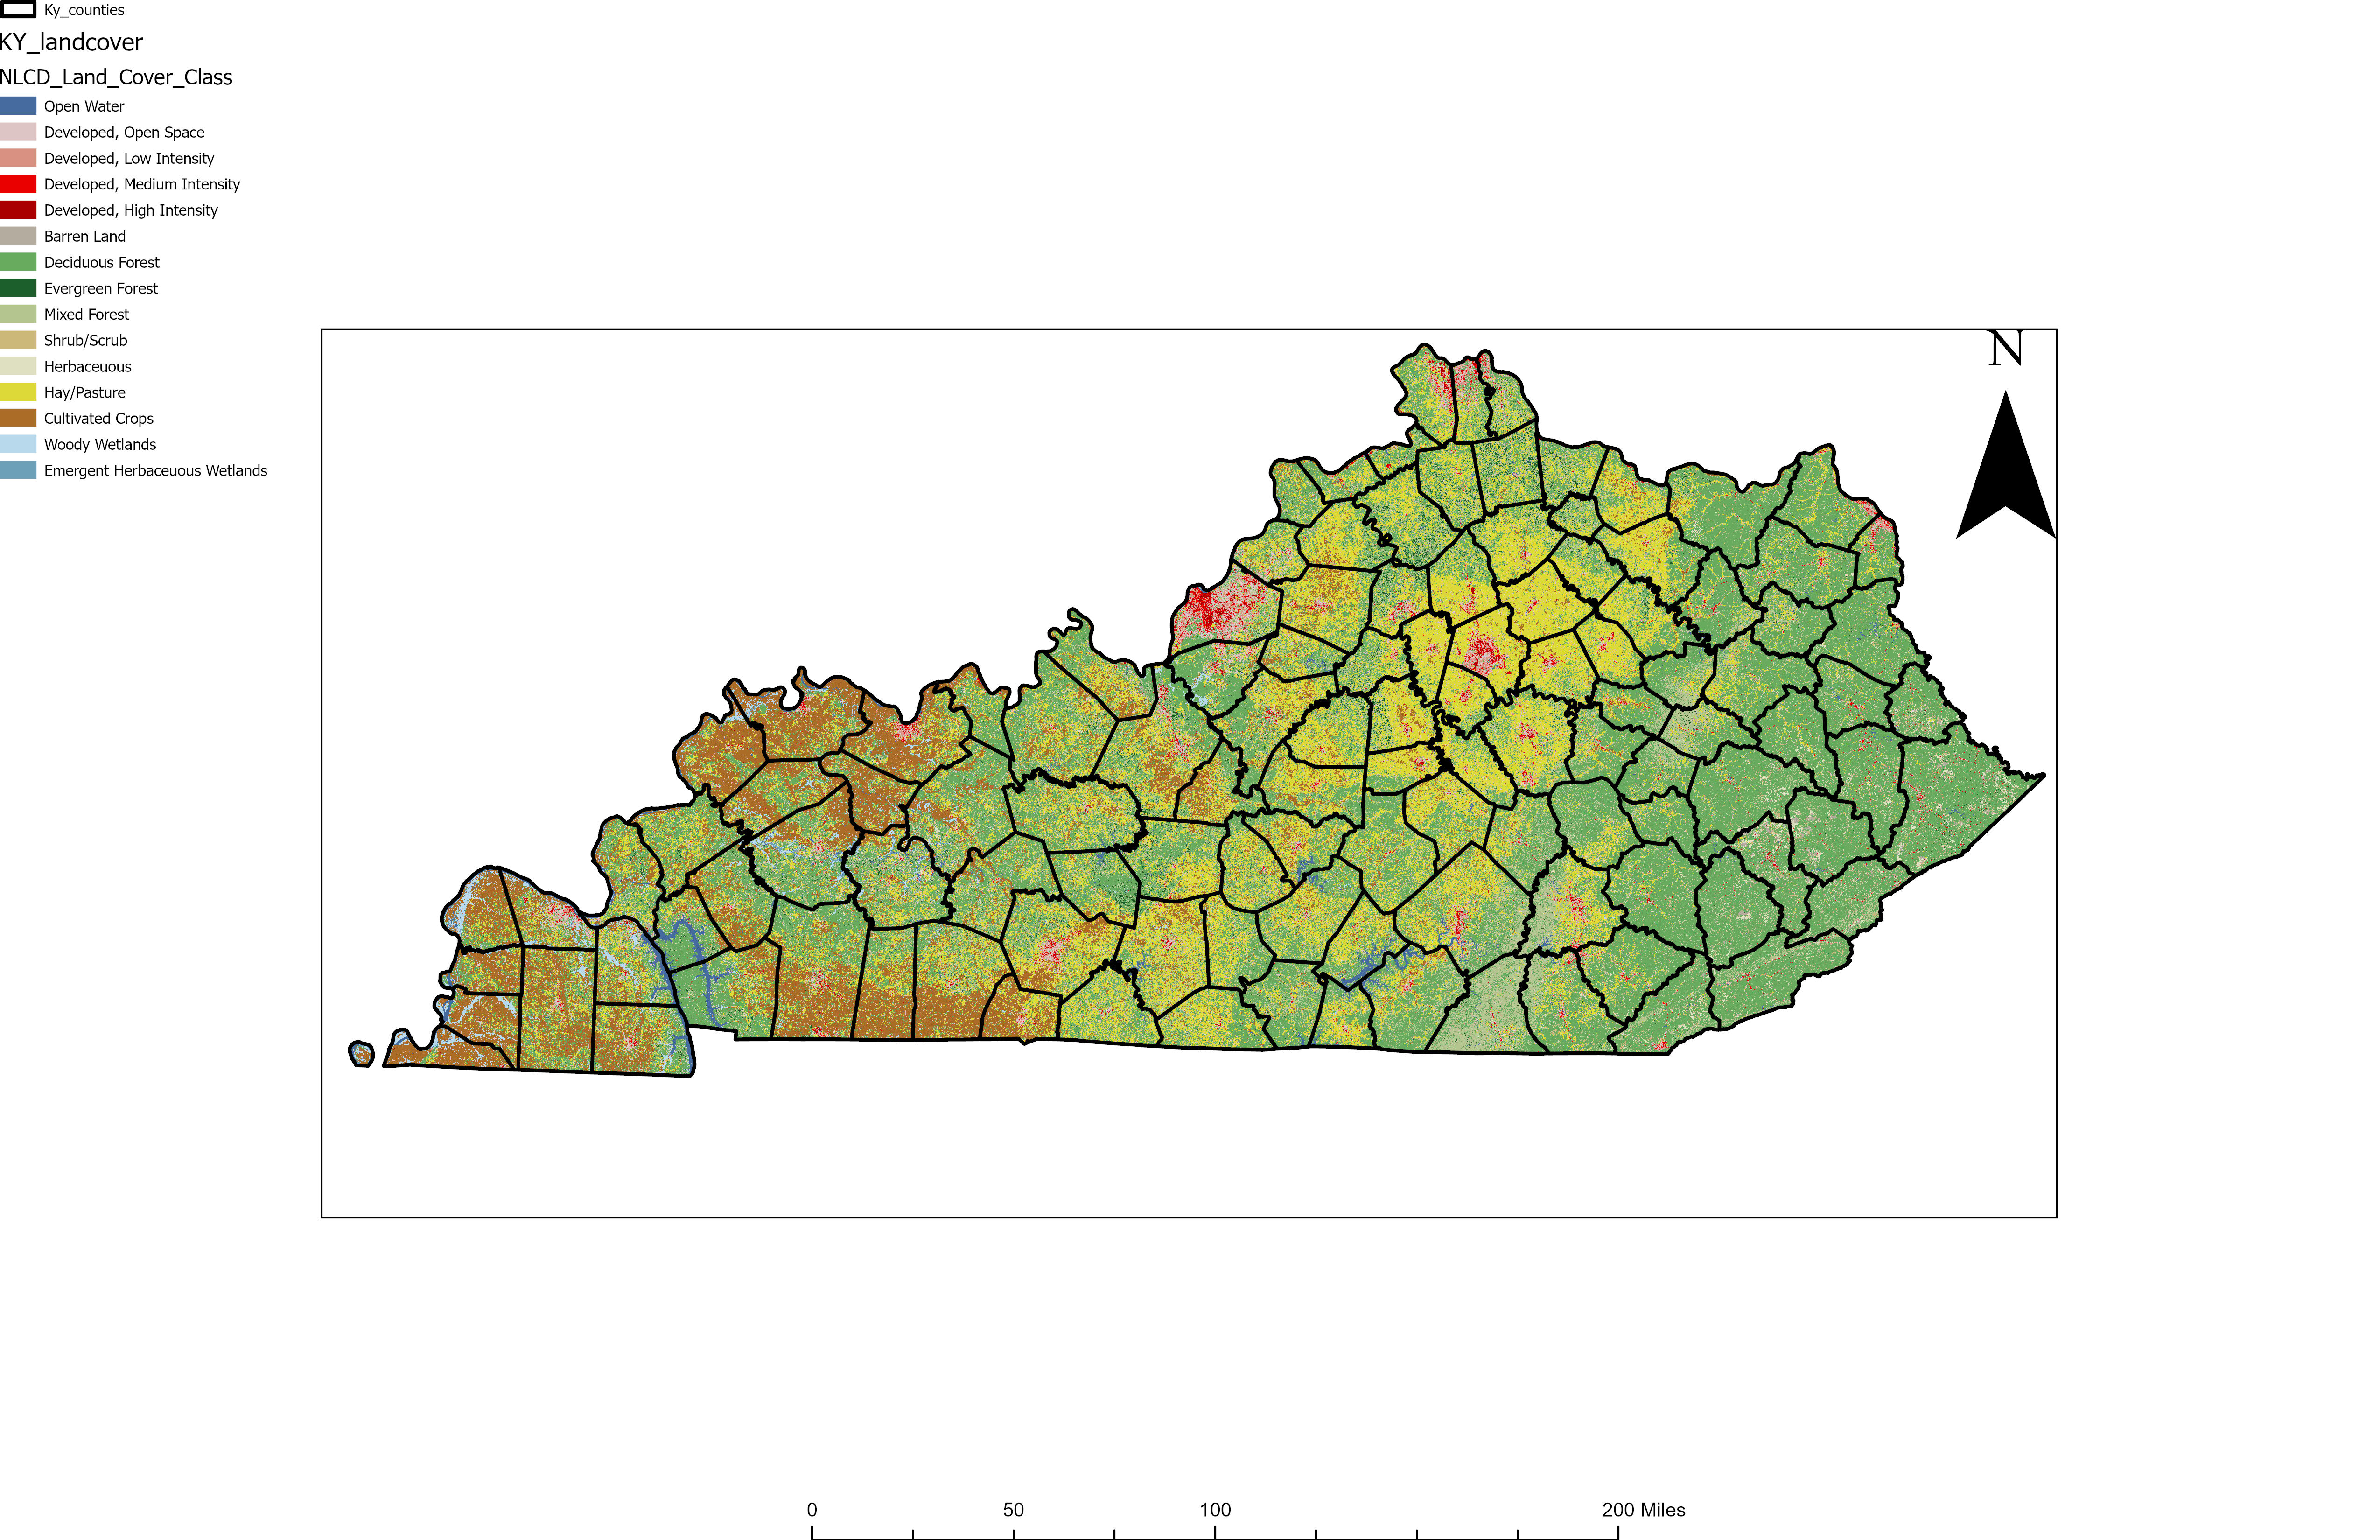 Ky_counties
KY_landcover
NLCD_Land_Cover_Class
Open Water
Developed, Open Space
Developed, Low Intensity
Developed, Medium Intensity
Developed, High Intensity
Barren Land
Deciduous Forest
Evergreen Forest
Mixed Forest
Shrub/Scrub
Herbaceuous
Hay/Pasture
Cultivated Crops
Woody Wetlands
Emergent Herbaceuous Wetlands
N
0 50 100 200 Miles